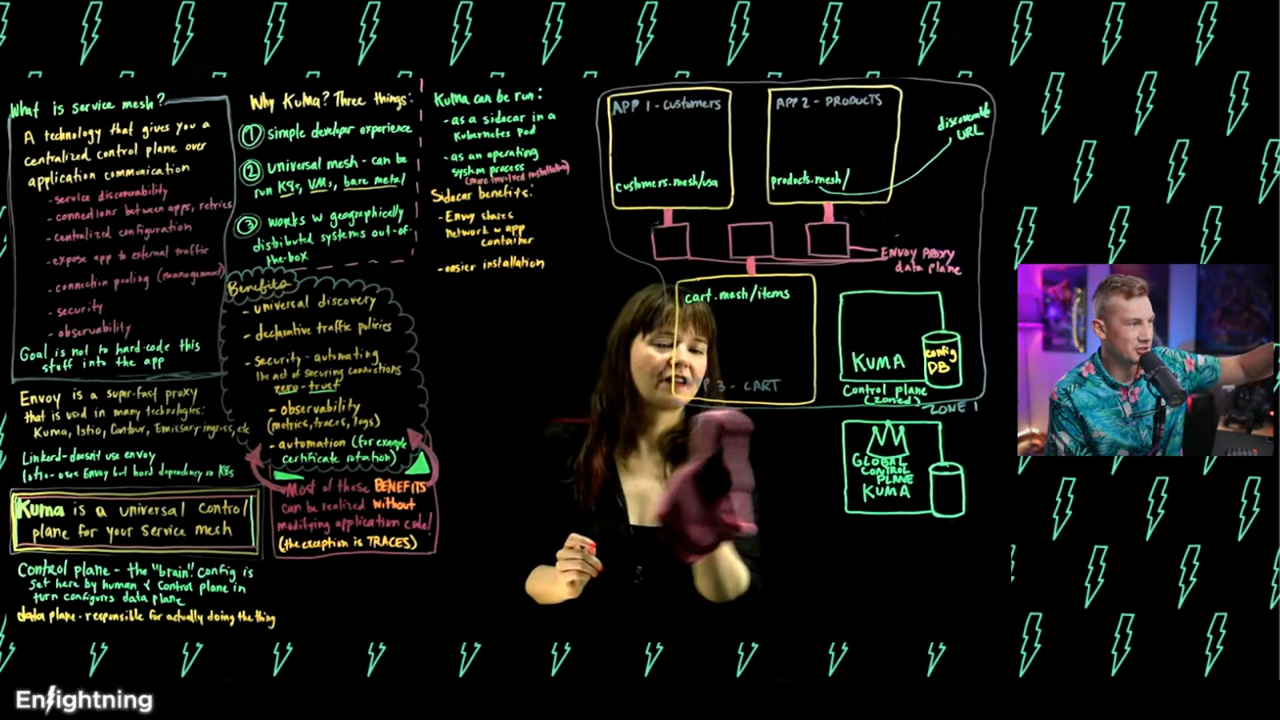 What is service mesh?
A technology that gives you a
centralized control plane over
application communication
- service discoverability
- connections between apps, retries
- centralized configuration
- expose app to external traffic
- connection pooling (management)
- security
- observability
Goal is not to hard-code this
stuff into the app
Envoy is a super-fast proxy
that is used in many technologies:
Kuma, Istio, Contour, Emissary-ingress, etc
Linkerd - doesn't use envoy
Istio - uses Envoy but hard dependency on K8s
Kuma is a universal control
plane for your service mesh
Control plane - the "brain". config is
set here by human & control plane in
turn configures data plane
data plane - responsible for actually doing the thing
Why Kuma? Three things:
1 simple developer experience
2 universal mesh - can be
run K8s, VMs, bare metal
3 works w geographically
distributed systems out-of-
the-box
Benefits
- universal discovery
- declarative traffic policies
- security - automating
the act of securing connections
zero-trust
- observability
(metrics, traces, logs)
- automation (for example
certificate rotation)
Most of these BENEFITS
can be realized without
modifying application code!
(the exception is TRACES)
Kuma can be run:
- as a sidecar in a
Kubernetes pod
- as an operating
system process
(more involved installation)
Sidecar benefits:
- Envoy shares
network w app
container
- easier installation
APP 1 - CUSTOMERS
customers.mesh/usa
APP 2 - PRODUCTS
products.mesh/
discoverable
URL
ENVOY PROXY
data plane
cart.mesh/items
3 - CART
KUMA
config
DB
Control plane
(zoned)
ZONE 1
GLOBAL
CONTROL
PLANE
KUMA
Enlightning